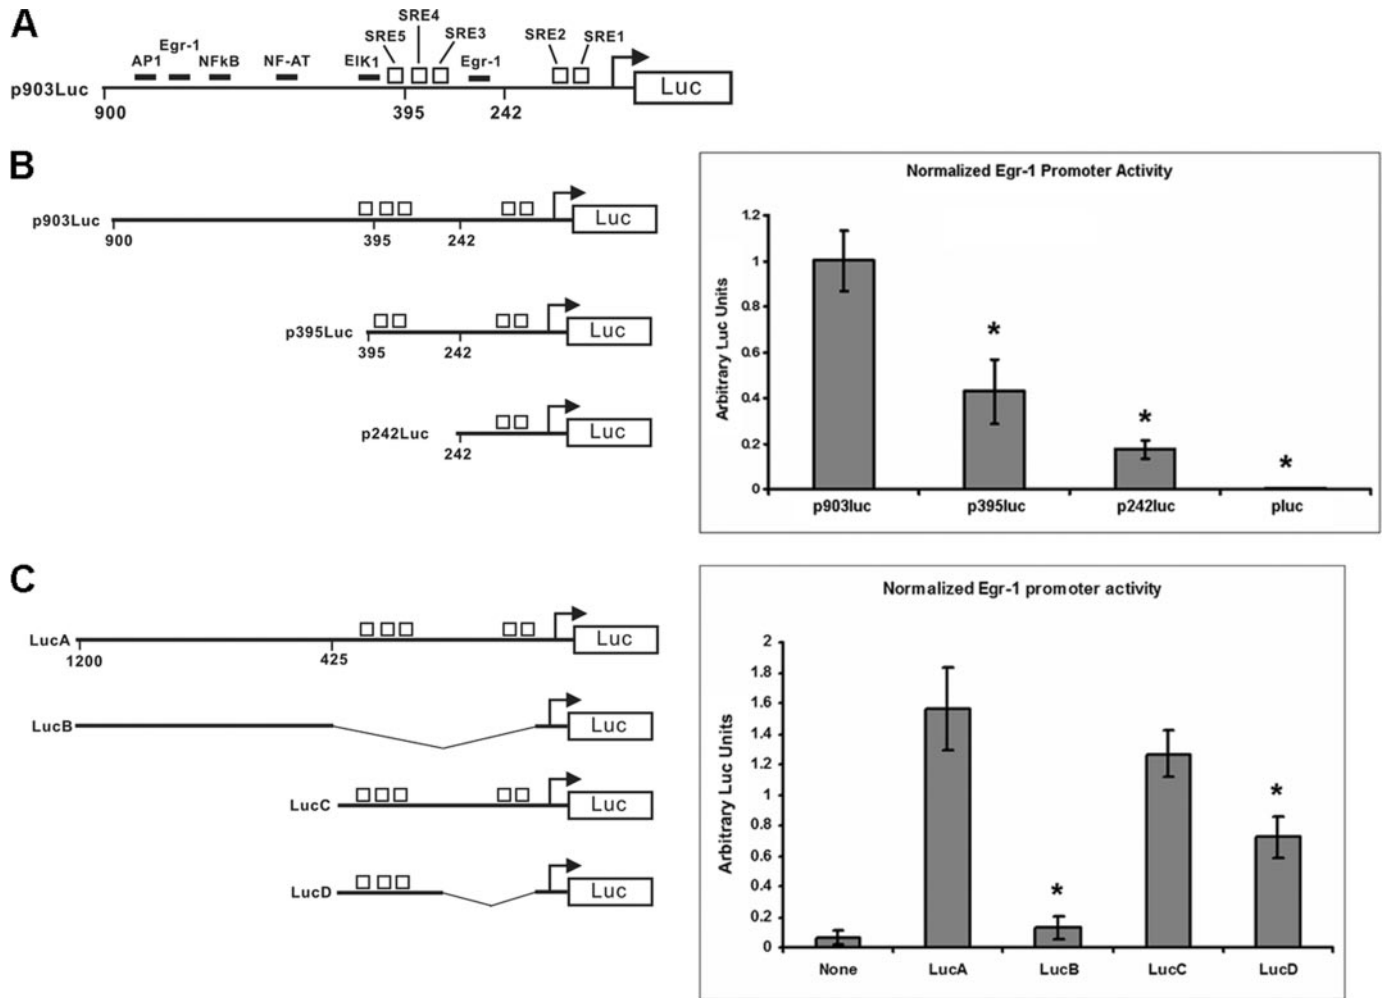 A
SRE4
SRE5 SRE3 SRE2 SRE1
Egr-1
AP1 NFkB NF-AT ElK1 Egr-1
p903Luc Luc
900 395 242
B
p903Luc Luc
900 395 242
p395Luc Luc
395 242
p242Luc Luc
242
Normalized Egr-1 Promoter Activity
Arbitrary Luc Units
1.2
1
0.8
0.6
0.4
0.2
0
* * *
p903luc p395luc p242luc pluc
C
LucA Luc
1200 425
LucB Luc
LucC Luc
LucD Luc
Normalized Egr-1 promoter activity
Arbitrary Luc Units
2
1.8
1.6
1.4
1.2
1
0.8
0.6
0.4
0.2
0
* *
None LucA LucB LucC LucD